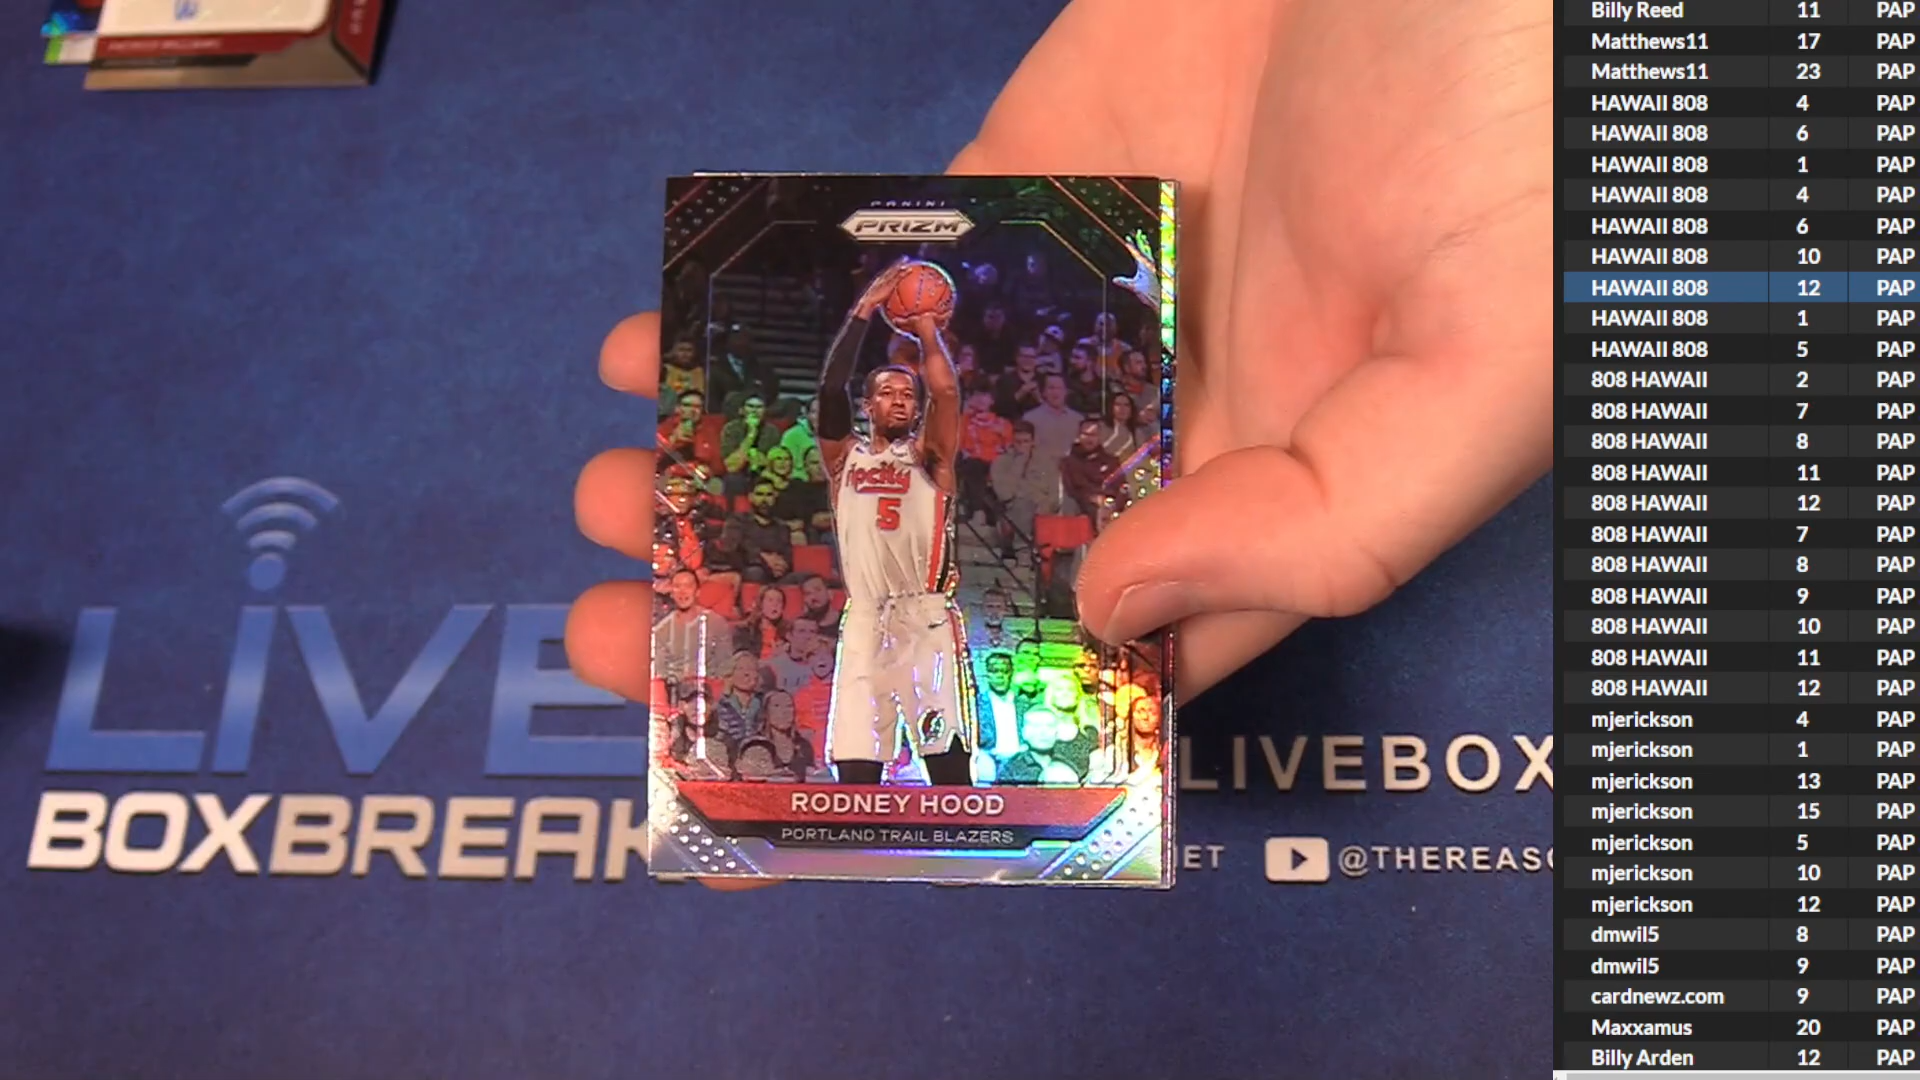 PANINI
PRIZM
ripcity
5
RODNEY HOOD
PORTLAND TRAIL BLAZERS
LIVE
BOXBREAK
LIVEBOX
ET
@THEREASO
Billy Reed 11 PAP
Matthews11 17 PAP
Matthews11 23 PAP
HAWAII 808 4 PAP
HAWAII 808 6 PAP
HAWAII 808 1 PAP
HAWAII 808 4 PAP
HAWAII 808 6 PAP
HAWAII 808 10 PAP
HAWAII 808 12 PAP
HAWAII 808 1 PAP
HAWAII 808 5 PAP
808 HAWAII 2 PAP
808 HAWAII 7 PAP
808 HAWAII 8 PAP
808 HAWAII 11 PAP
808 HAWAII 12 PAP
808 HAWAII 7 PAP
808 HAWAII 8 PAP
808 HAWAII 9 PAP
808 HAWAII 10 PAP
808 HAWAII 11 PAP
808 HAWAII 12 PAP
mjerickson 4 PAP
mjerickson 1 PAP
mjerickson 13 PAP
mjerickson 15 PAP
mjerickson 5 PAP
mjerickson 10 PAP
mjerickson 12 PAP
dmwil5 8 PAP
dmwil5 9 PAP
cardnewz.com 9 PAP
Maxxamus 20 PAP
Billy Arden 12 PAP